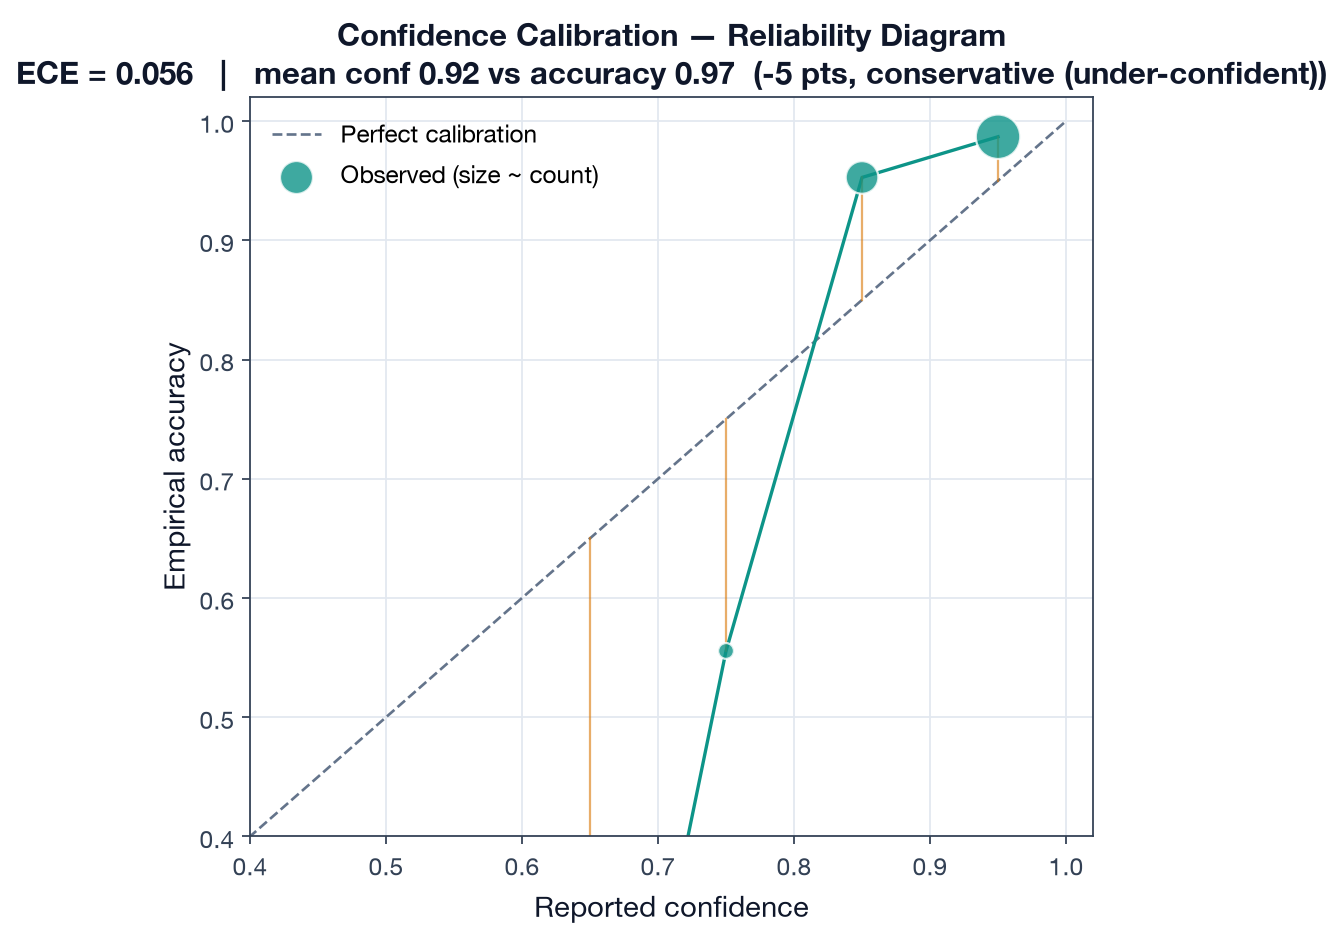 Confidence Calibration — Reliability Diagram
ECE = 0.056   |   mean conf 0.92 vs accuracy 0.97  (-5 pts, conservative (under-confident))
Perfect calibration
Observed (size ~ count)
1.0
0.9
0.8
0.7
0.6
0.5
0.4
Empirical accuracy
0.4 0.5 0.6 0.7 0.8 0.9 1.0
Reported confidence